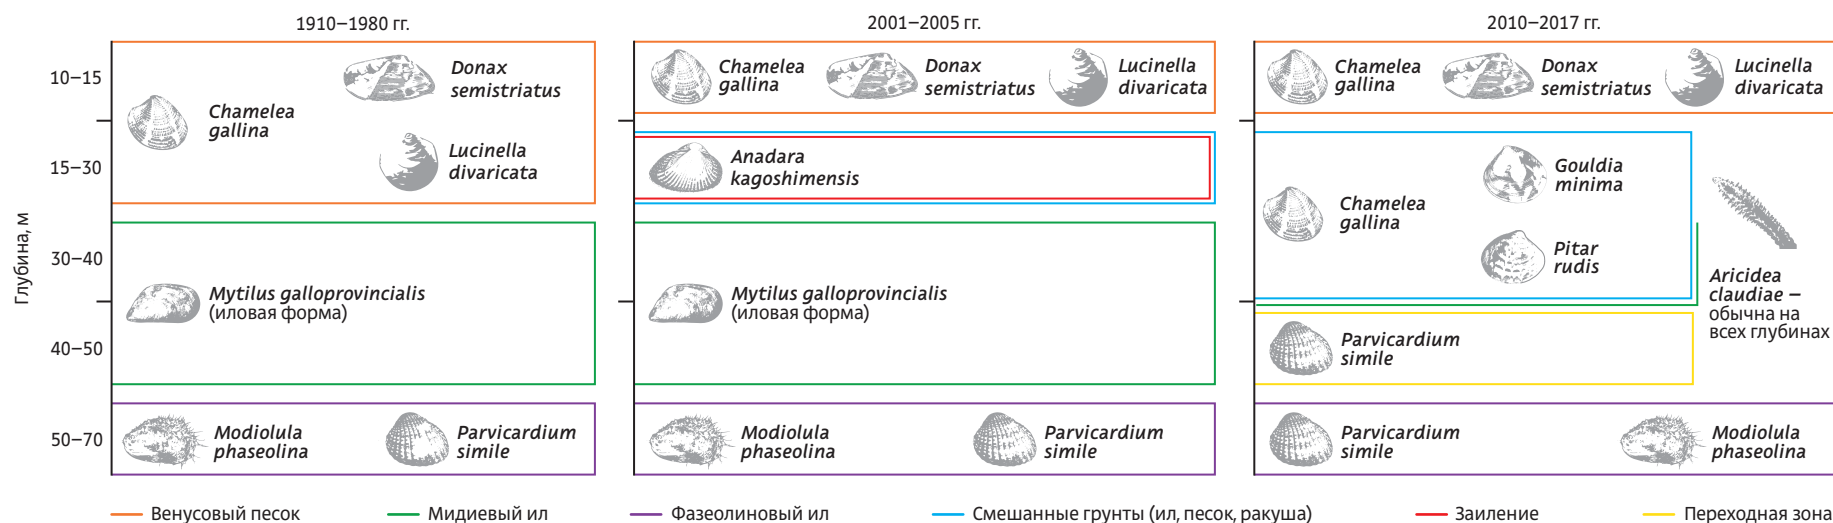 1910–1980 гг.
2001–2005 гг.
2010–2017 гг.
Глубина, м
10–15
15–30
30–40
40–50
50–70
Chamelea
gallina
Donax
semistriatus
Lucinella
divaricata
Mytilus galloprovincialis
(иловая форма)
Modiolula
phaseolina
Parvicardium
simile
Chamelea
gallina
Donax
semistriatus
Lucinella
divaricata
Anadara
kagoshimensis
Mytilus galloprovincialis
(иловая форма)
Modiolula
phaseolina
Parvicardium
simile
Chamelea
gallina
Donax
semistriatus
Lucinella
divaricata
Chamelea
gallina
Gouldia
minima
Pitar
rudis
Aricidea
claudiae –
обычна на
всех глубинах
Parvicardium
simile
Parvicardium
simile
Modiolula
phaseolina
Венусовый песок
Мидиевый ил
Фазеолиновый ил
Смешанные грунты (ил, песок, ракуша)
Заиление
Переходная зона